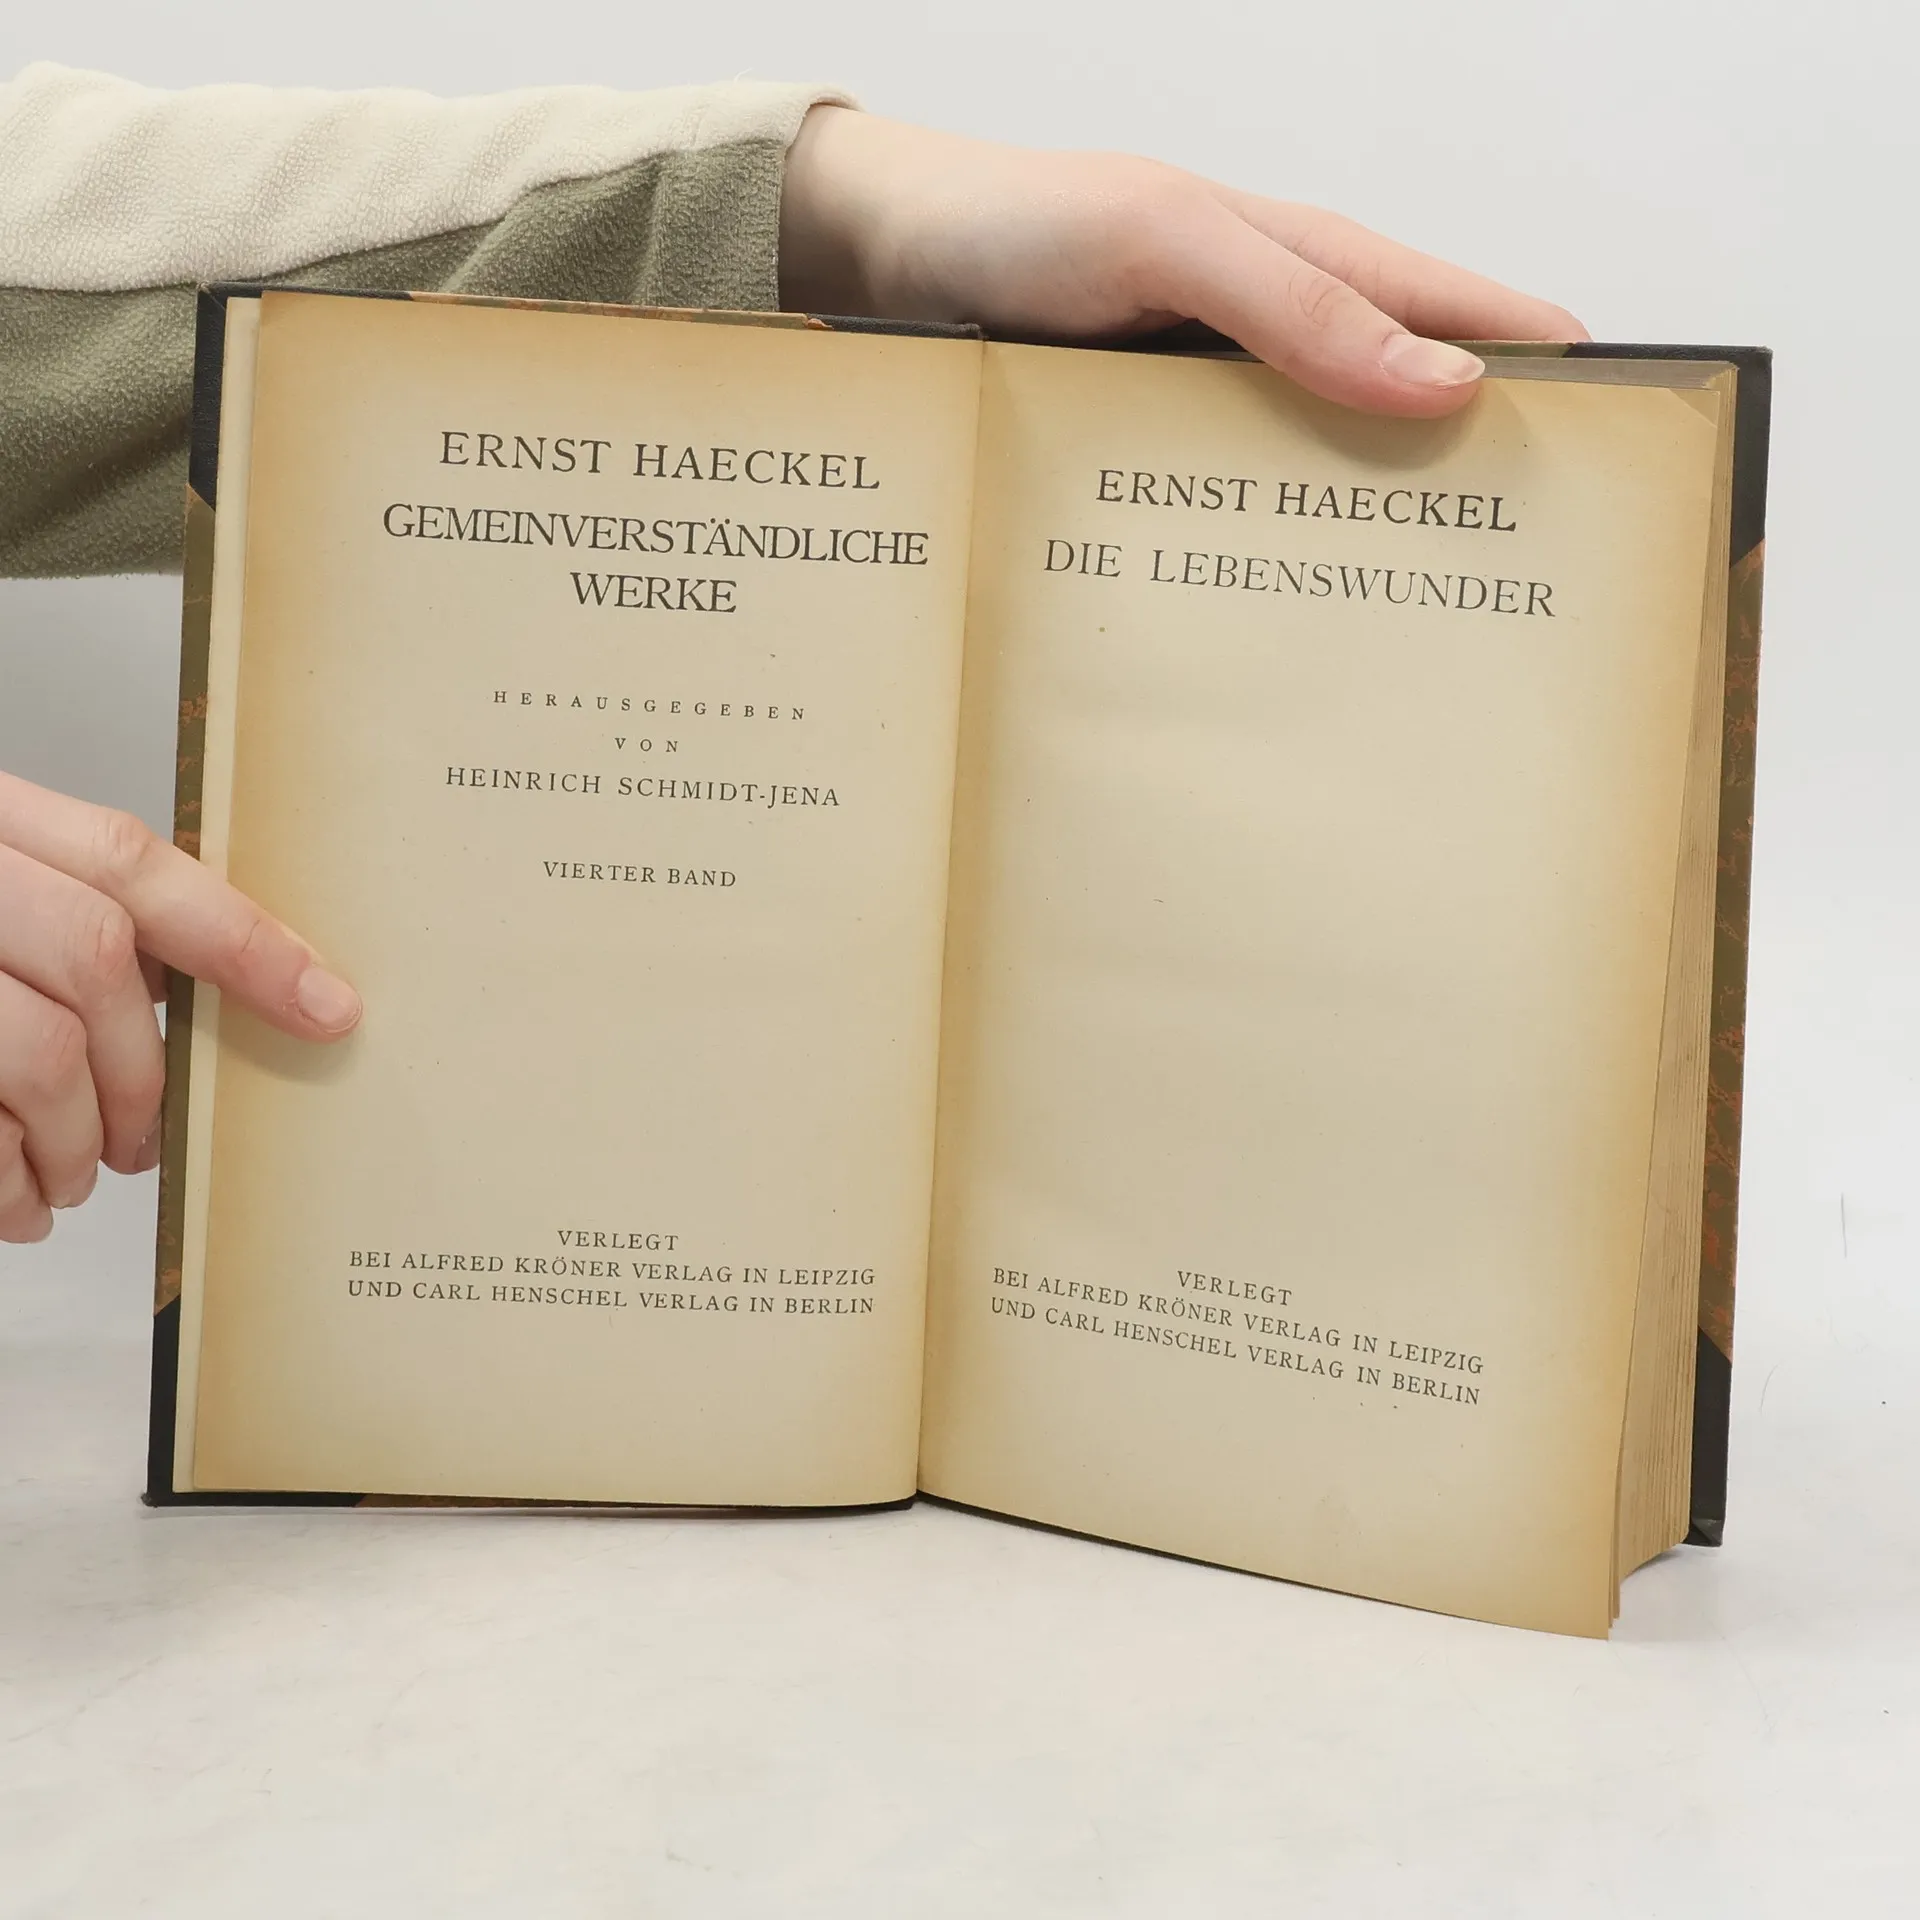 ERNST HAECKEL
GEMEINVERSTÄNDLICHE
WERKE
HERAUSGEGEBEN
VON
HEINRICH SCHMIDT-JENA
VIERTER BAND
VERLEGT
BEI ALFRED KRÖNER VERLAG IN LEIPZIG
UND CARL HENSCHEL VERLAG IN BERLIN
ERNST HAECKEL
DIE LEBENSWUNDER
VERLEGT
BEI ALFRED KRÖNER VERLAG IN LEIPZIG
UND CARL HENSCHEL VERLAG IN BERLIN